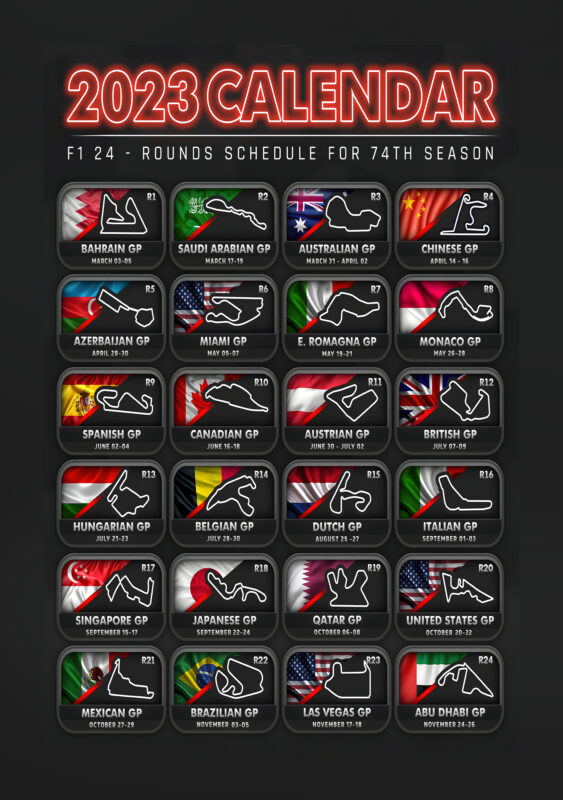 2023 CALENDAR
F1 24 - ROUNDS SCHEDULE FOR 74TH SEASON
R1
BAHRAIN GP
MARCH 03-05
R2
SAUDI ARABIAN GP
MARCH 17-19
R3
AUSTRALIAN GP
MARCH 31 - APRIL 02
R4
CHINESE GP
APRIL 14 - 16
R5
AZERBAIJAN GP
APRIL 28-30
R6
MIAMI GP
MAY 05-07
R7
E. ROMAGNA GP
MAY 19-21
R8
MONACO GP
MAY 26-28
R9
SPANISH GP
JUNE 02-04
R10
CANADIAN GP
JUNE 16-18
R11
AUSTRIAN GP
JUNE 30 - JULY 02
R12
BRITISH GP
JULY 07-09
R13
HUNGARIAN GP
JULY 21-23
R14
BELGIAN GP
JULY 28-30
R15
DUTCH GP
AUGUST 25 -27
R16
ITALIAN GP
SEPTEMBER 01-03
R17
SINGAPORE GP
SEPTEMBER 15-17
R18
JAPANESE GP
SEPTEMBER 22-24
R19
QATAR GP
OCTOBER 06-08
R20
UNITED STATES GP
OCTOBER 20-22
R21
MEXICAN GP
OCTOBER 27-29
R22
BRAZILIAN GP
NOVEMBER 03-05
R23
LAS VEGAS GP
NOVEMBER 17-18
R24
ABU DHABI GP
NOVEMBER 24-26